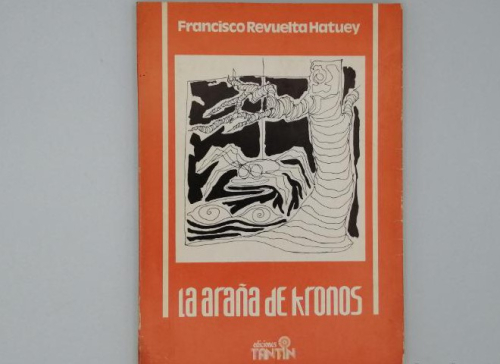 Francisco Revuelta Hatuey
la araña de kronos
ediciones
TANTIN